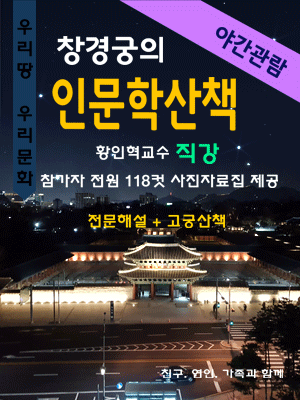 우리땅 우리문화
야간관람
창경궁의
인문학산책
황인혁교수 직강
참가자 전원 118컷 사진자료집 제공
전문해설 + 고궁산책
친구. 연인. 가족과 함께